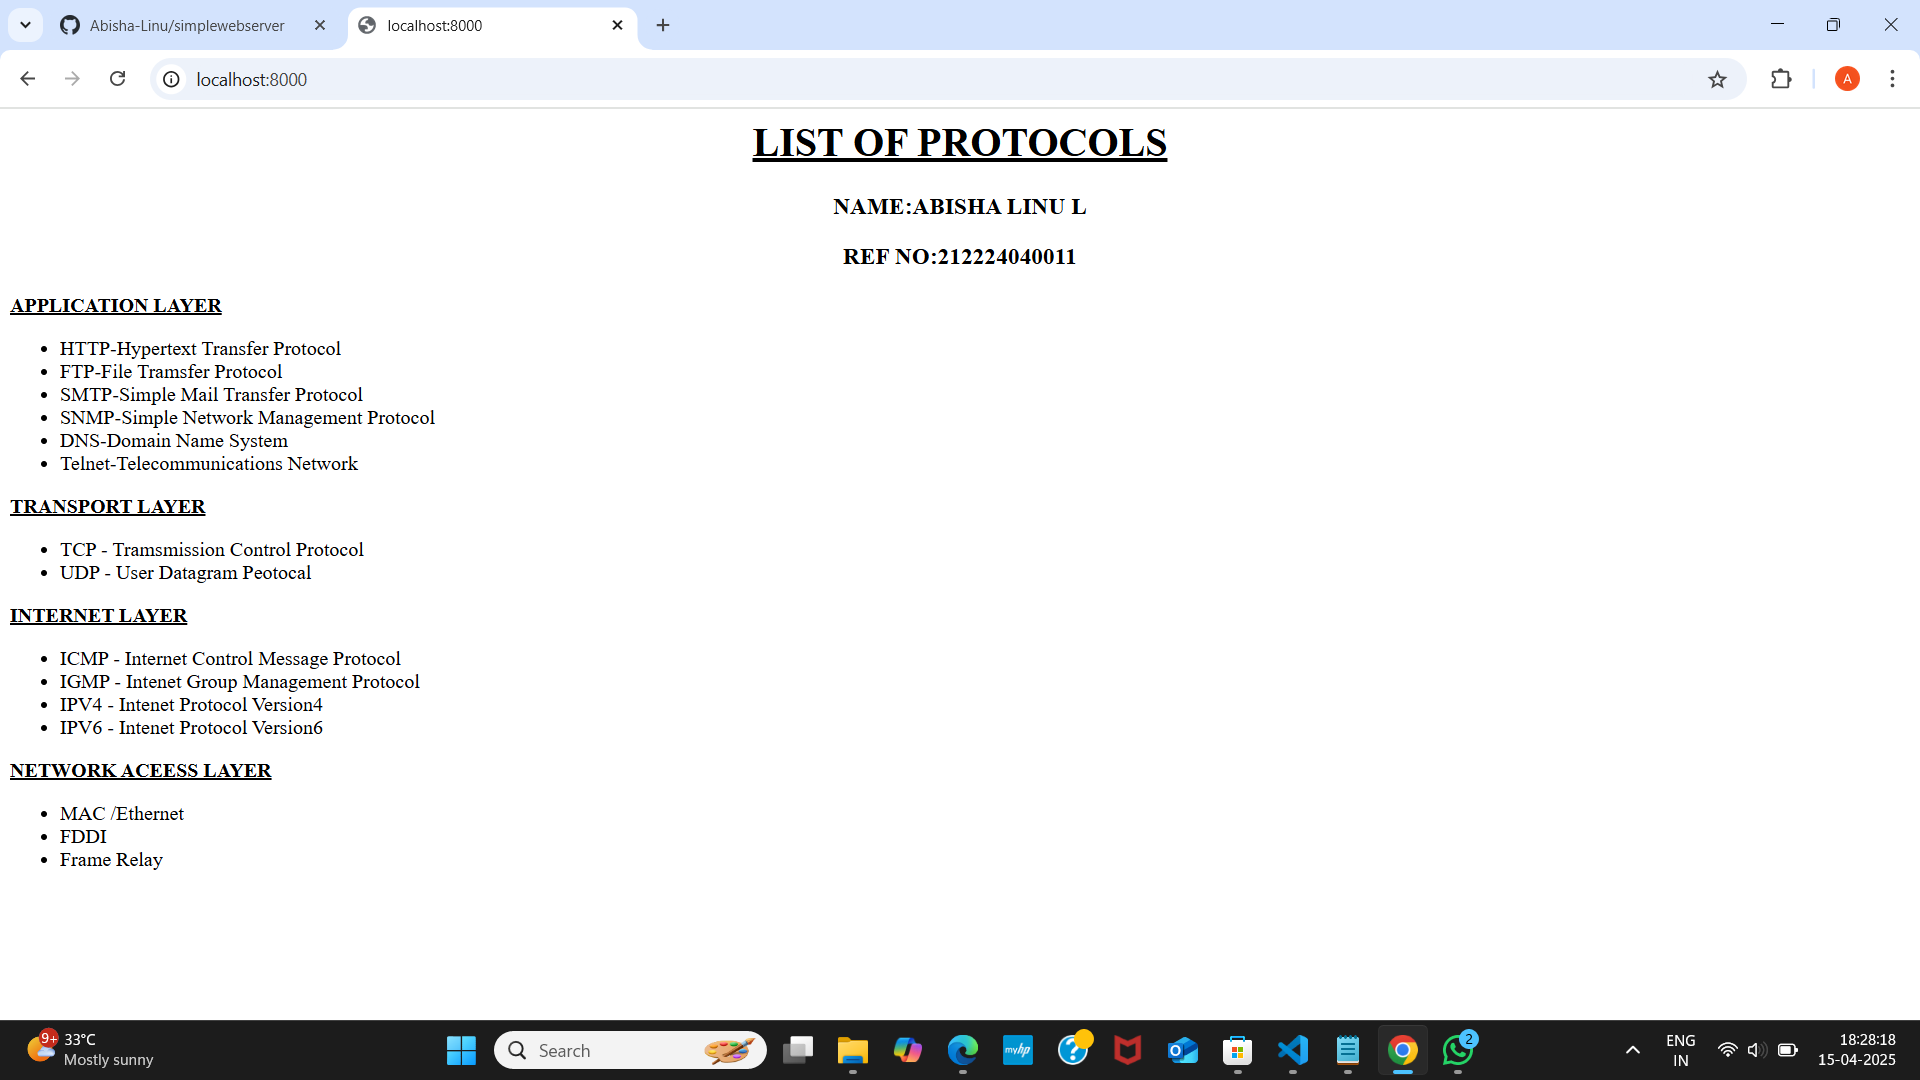 Abisha-Linu/simplewebserver
localhost:8000
localhost:8000
A
LIST OF PROTOCOLS
NAME:ABISHA LINU L
REF NO:212224040011
APPLICATION LAYER
HTTP-Hypertext Transfer Protocol
FTP-File Tramsfer Protocol
SMTP-Simple Mail Transfer Protocol
SNMP-Simple Network Management Protocol
DNS-Domain Name System
Telnet-Telecommunications Network
TRANSPORT LAYER
TCP - Tramsmission Control Protocol
UDP - User Datagram Peotocal
INTERNET LAYER
ICMP - Internet Control Message Protocol
IGMP - Intenet Group Management Protocol
IPV4 - Intenet Protocol Version4
IPV6 - Intenet Protocol Version6
NETWORK ACEESS LAYER
MAC /Ethernet
FDDI
Frame Relay
9+
33°C
Mostly sunny
Search
myhp
2
ENG
IN
18:28:18
15-04-2025